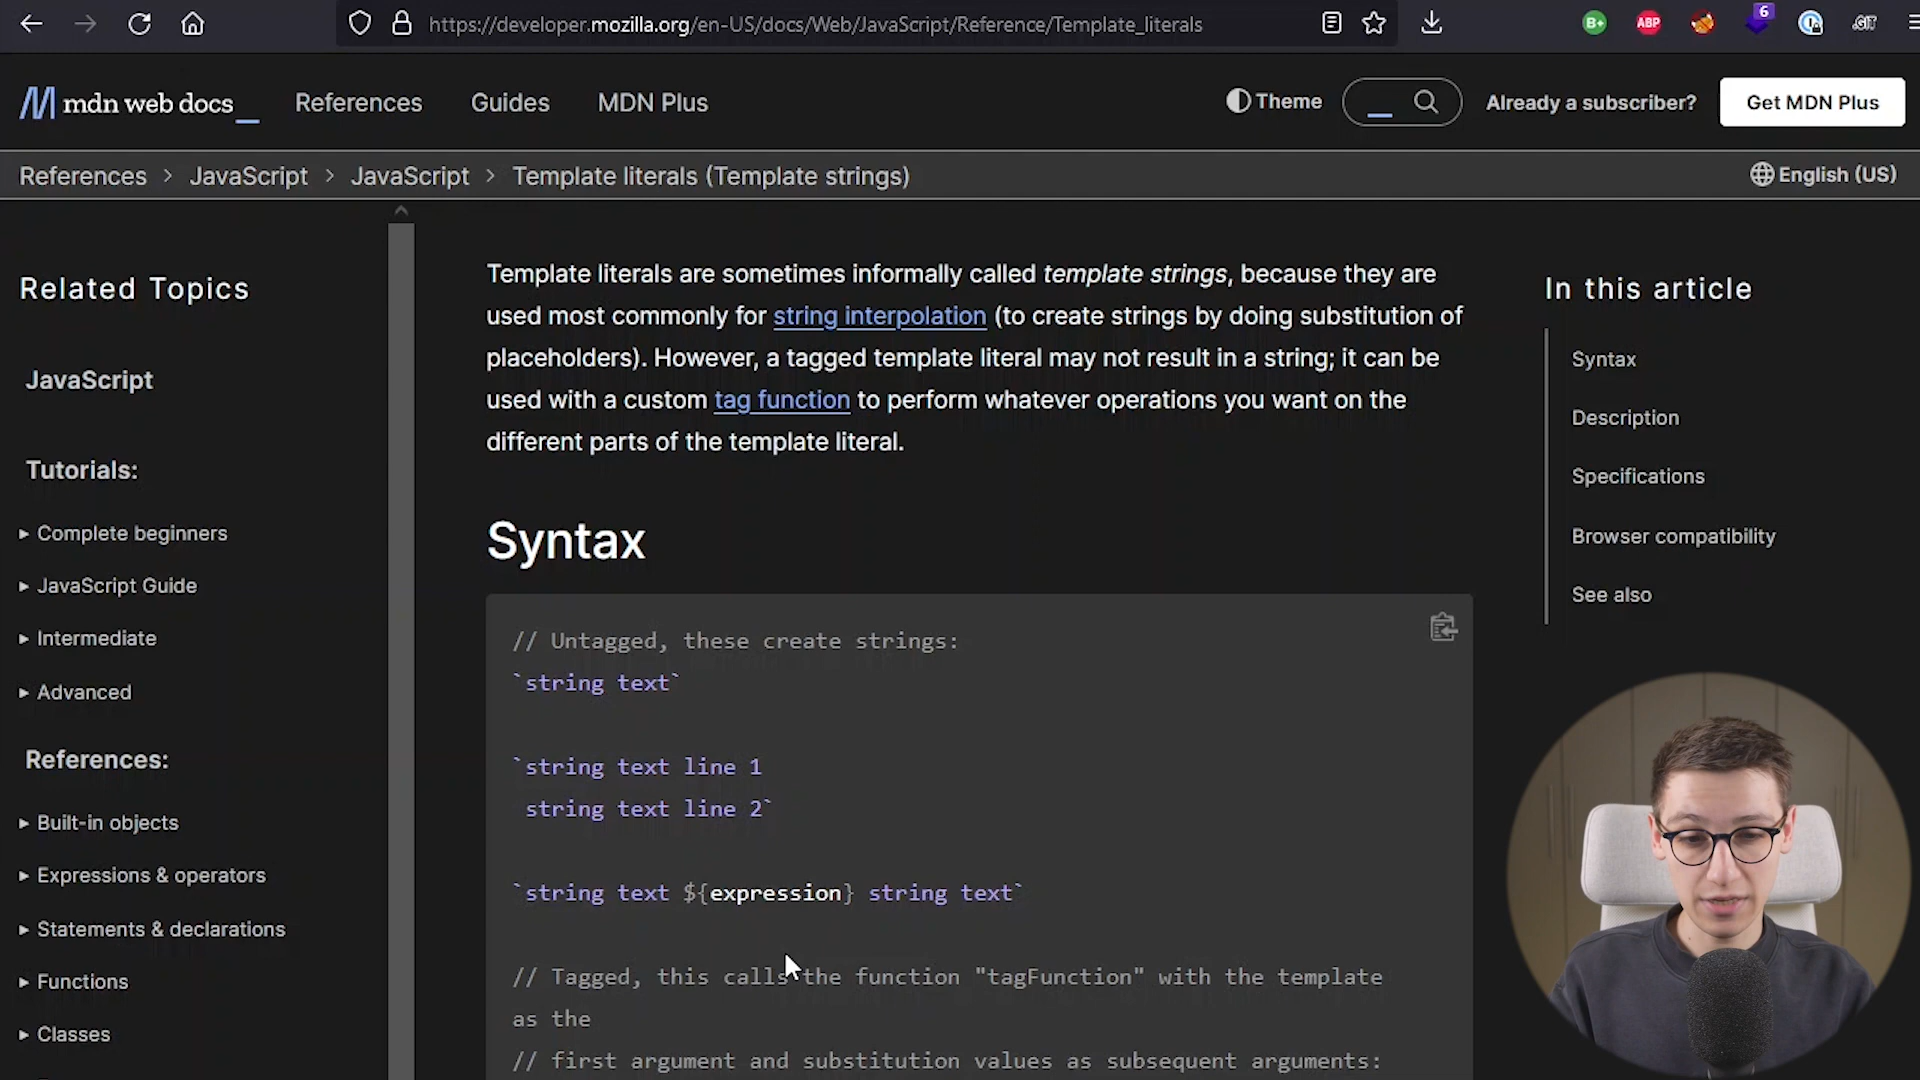 https://developer.mozilla.org/en-US/docs/Web/JavaScript/Reference/Template_literals
B+
ABP
6
.GIT
mdn web docs_
References
Guides
MDN Plus
Theme
Already a subscriber?
Get MDN Plus
References > JavaScript > JavaScript > Template literals (Template strings)
English (US)
Related Topics
JavaScript
Tutorials:
▸ Complete beginners
▸ JavaScript Guide
▸ Intermediate
▸ Advanced
References:
▸ Built-in objects
▸ Expressions & operators
▸ Statements & declarations
▸ Functions
▸ Classes
Template literals are sometimes informally called template strings, because they are
used most commonly for string interpolation (to create strings by doing substitution of
placeholders). However, a tagged template literal may not result in a string; it can be
used with a custom tag function to perform whatever operations you want on the
different parts of the template literal.
Syntax
// Untagged, these create strings:
`string text`
`string text line 1
 string text line 2`
`string text ${expression} string text`
// Tagged, this calls the function "tagFunction" with the template
as the
// first argument and substitution values as subsequent arguments:
In this article
Syntax
Description
Specifications
Browser compatibility
See also